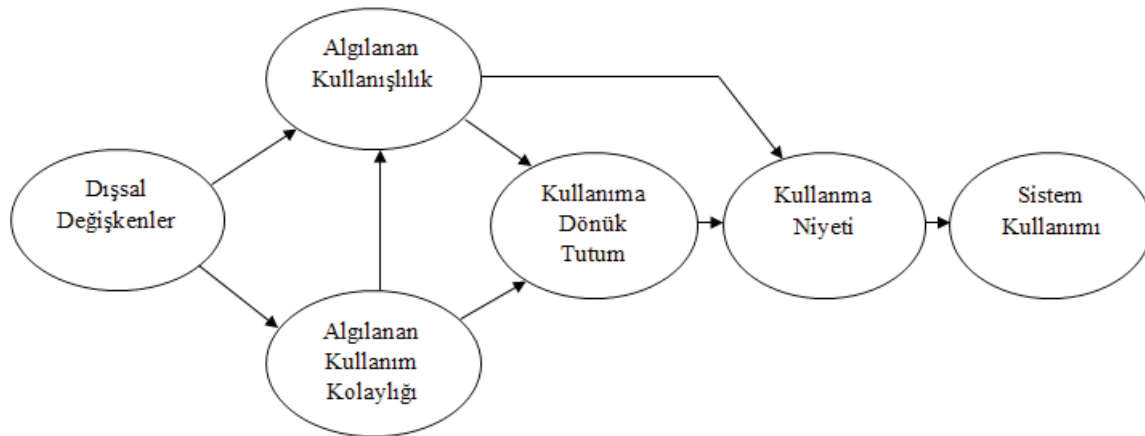 Algılanan
Kullanışlılık
Dışsal
Değişkenler
Kullanıma
Dönük
Tutum
Kullanma
Niyeti
Sistem
Kullanımı
Algılanan
Kullanım
Kolaylığı